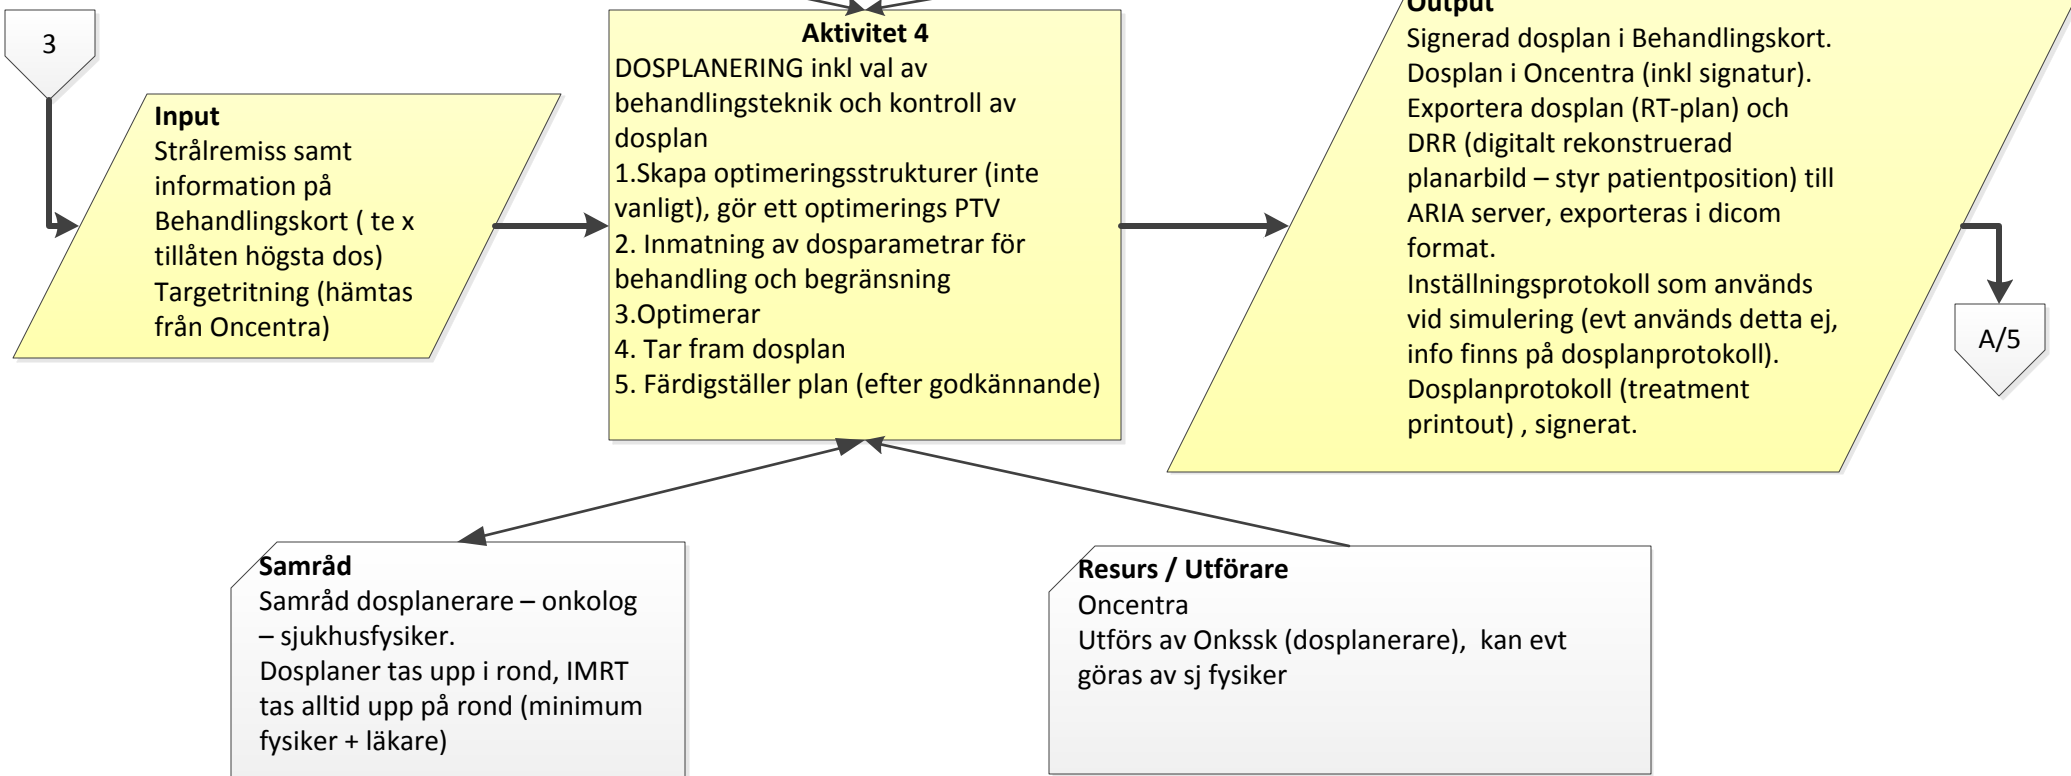 3
Input
Strålremiss samt
information på
Behandlingskort ( te x
tillåten högsta dos)
Targetritning (hämtas
från Oncentra)
Aktivitet 4
DOSPLANERING inkl val av
behandlingsteknik och kontroll av
dosplan
1.Skapa optimeringsstrukturer (inte
vanligt), gör ett optimerings PTV
2. Inmatning av dosparametrar för
behandling och begränsning
3.Optimerar
4. Tar fram dosplan
5. Färdigställer plan (efter godkännande)
Output
Signerad dosplan i Behandlingskort.
Dosplan i Oncentra (inkl signatur).
Exportera dosplan (RT-plan) och
DRR (digitalt rekonstruerad
planarbild – styr patientposition) till
ARIA server, exporteras i dicom
format.
Inställningsprotokoll som används
vid simulering (evt används detta ej,
info finns på dosplanprotokoll).
Dosplanprotokoll (treatment
printout) , signerat.
A/5
Samråd
Samråd dosplanerare – onkolog
– sjukhusfysiker.
Dosplaner tas upp i rond, IMRT
tas alltid upp på rond (minimum
fysiker + läkare)
Resurs / Utförare
Oncentra
Utförs av Onkssk (dosplanerare),  kan evt
göras av sj fysiker